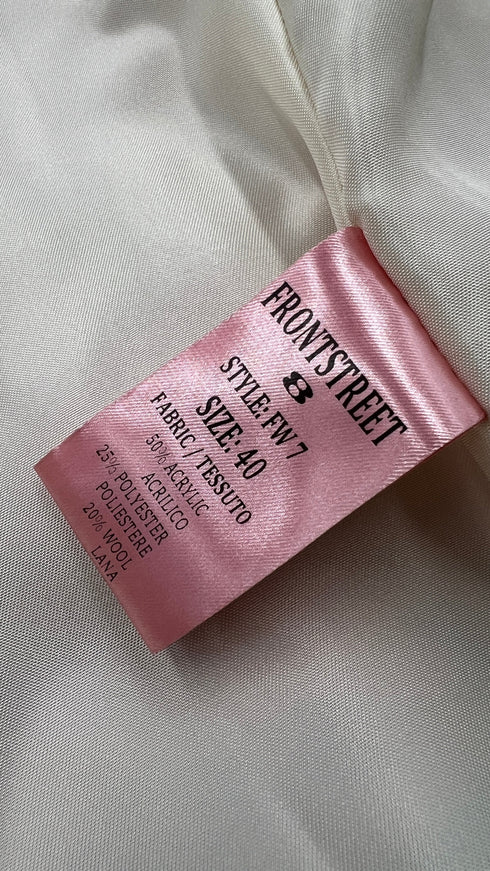 FRONTSTREET
8
STYLE: FW 7
SIZE: 40
FABRIC / TESSUTO
50% ACRYLIC
ACRILICO
25% POLYESTER
POLIESTERE
20% WOOL
LANA